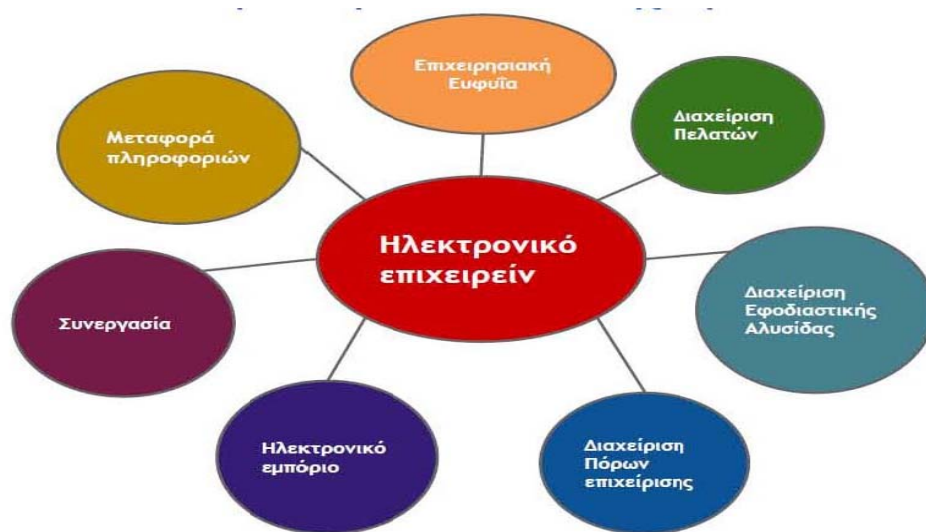 Επιχειρησιακή
Ευφυΐα
Διαχείριση
Πελατών
Μεταφορά
πληροφοριών
Ηλεκτρονικό
επιχειρείν
Διαχείριση
Εφοδιαστικής
Αλυσίδας
Συνεργασία
Ηλεκτρονικό
εμπόριο
Διαχείριση
Πόρων
επιχείρισης